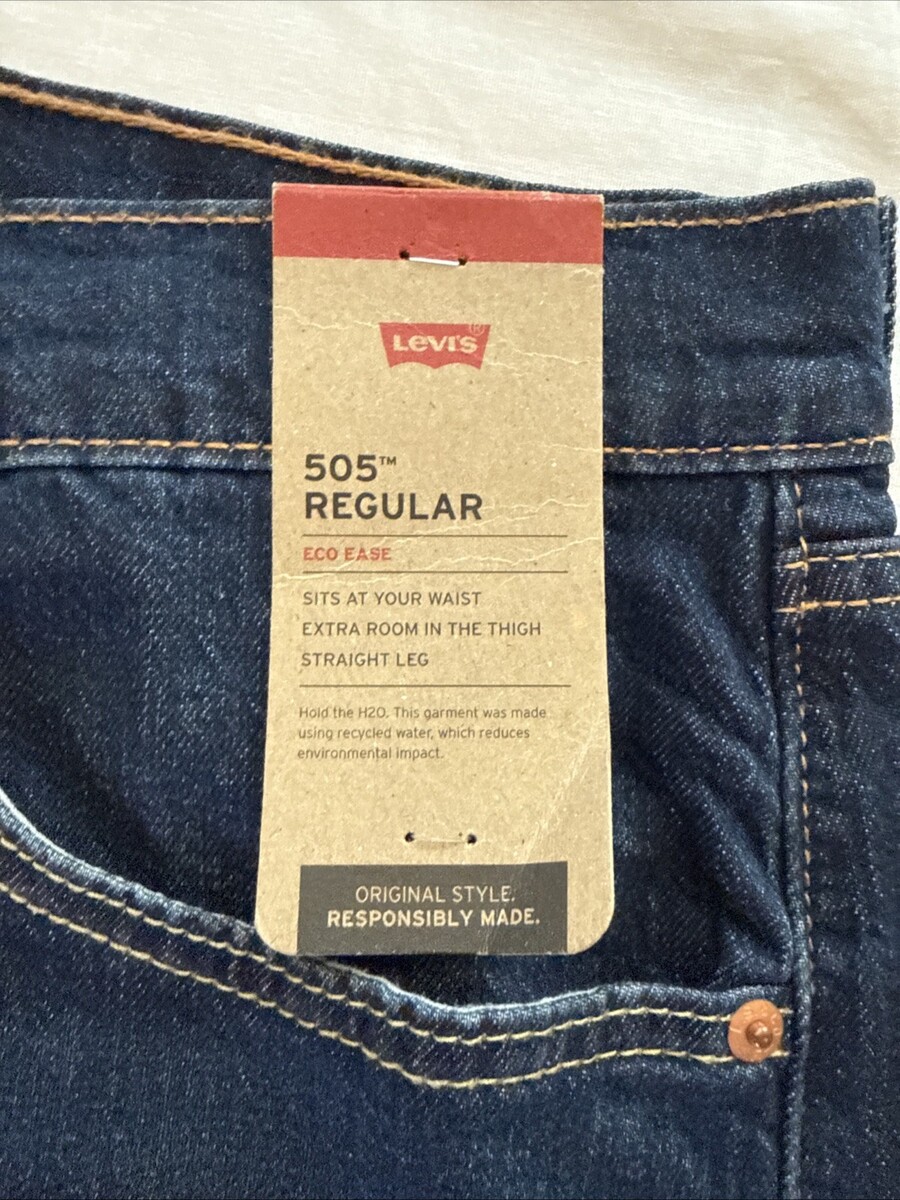 LEVI'S®
505™
REGULAR
ECO EASE
SITS AT YOUR WAIST
EXTRA ROOM IN THE THIGH
STRAIGHT LEG
Hold the H2O. This garment was made
using recycled water, which reduces
environmental impact.
ORIGINAL STYLE.
RESPONSIBLY MADE.